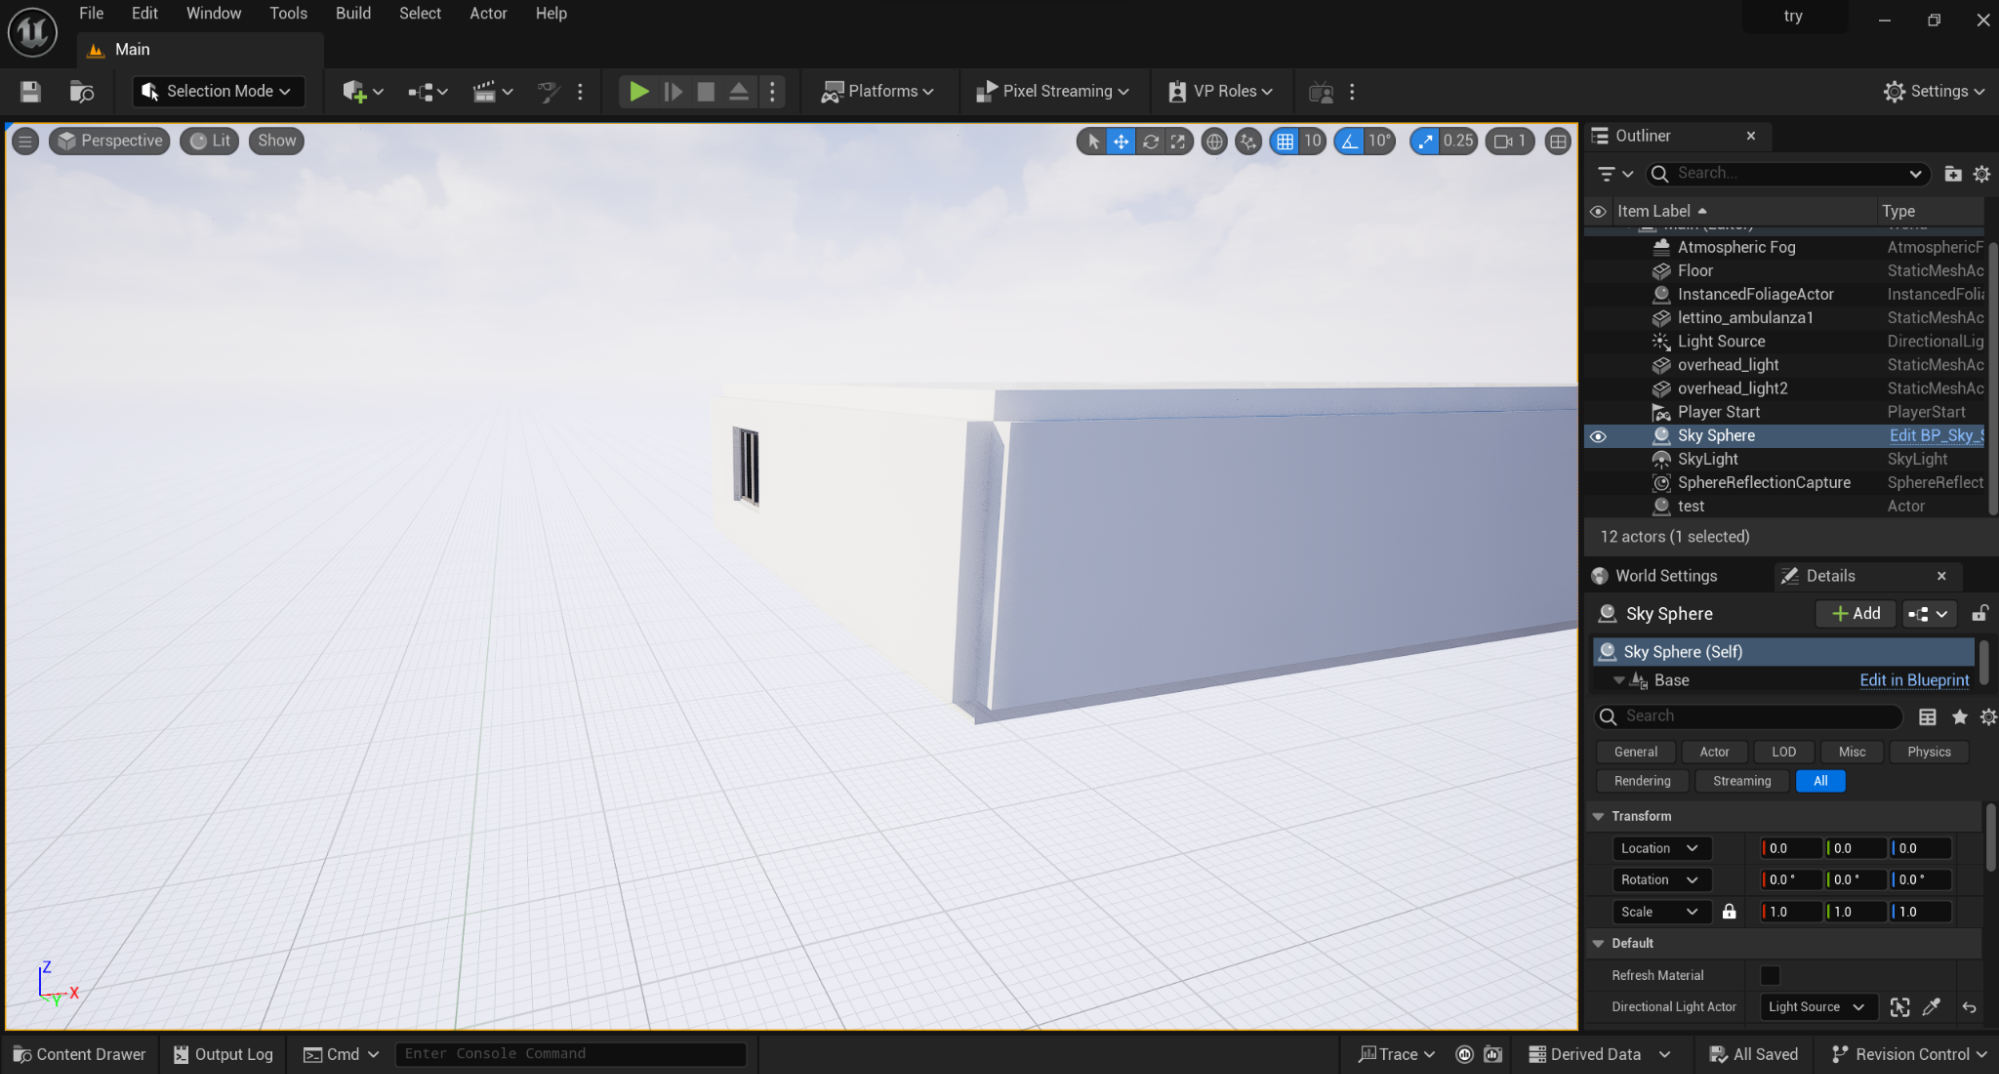 File Edit Window Tools Build Select Actor Help
try
Main
Selection Mode
Platforms
Pixel Streaming
VP Roles
Settings
Perspective Lit Show
10 10° 0.25 1
Outliner
Search...
Item Label Type
Main (Editor) World
Atmospheric Fog AtmosphericF
Floor StaticMeshAc
InstancedFoliageActor InstancedFolia
lettino_ambulanza1 StaticMeshAc
Light Source DirectionalLig
overhead_light StaticMeshAc
overhead_light2 StaticMeshAc
Player Start PlayerStart
Sky Sphere Edit BP_Sky_S
SkyLight SkyLight
SphereReflectionCapture SphereReflect
test Actor
12 actors (1 selected)
World Settings Details
Sky Sphere Add
Sky Sphere (Self)
Base Edit in Blueprint
Search
General Actor LOD Misc Physics
Rendering Streaming All
Transform
Location 0.0 0.0 0.0
Rotation 0.0 ° 0.0 ° 0.0 °
Scale 1.0 1.0 1.0
Default
Refresh Material
Directional Light Actor Light Source
Z
X
Y
Content Drawer Output Log Cmd Enter Console Command Trace Derived Data All Saved Revision Control